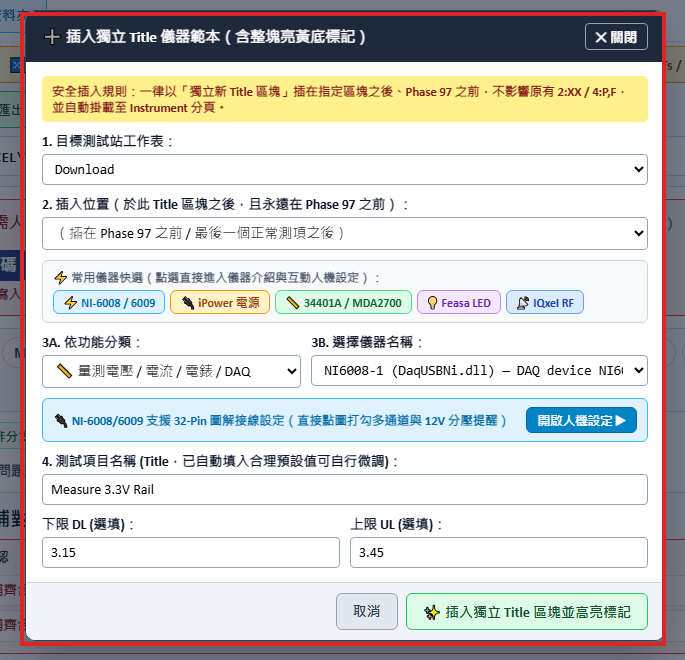 插入獨立 Title 儀器範本（含整塊亮黃底標記）
✕ 關閉
安全插入規則：一律以「獨立新 Title 區塊」插在指定區塊之後、Phase 97 之前，不影響原有 2:XX / 4:P,F，
並自動掛載至 Instrument 分頁。
1. 目標測試站工作表：
Download
2. 插入位置（於此 Title 區塊之後，且永遠在 Phase 97 之前）：
（插在 Phase 97 之前 / 最後一個正常測項之後）
常用儀器快選（點選直接進入儀器介紹與互動人機設定）：
NI-6008 / 6009
iPower 電源
34401A / MDA2700
Feasa LED
IQxel RF
3A. 依功能分類：
3B. 選擇儀器名稱：
量測電壓 / 電流 / 電錶 / DAQ
NI6008-1 (DaqUSBNi.dll) — DAQ device NI60
NI-6008/6009 支援 32-Pin 圖解接線設定（直接點圖打勾多通道與 12V 分壓提醒）
開啟人機設定 ▶
4. 測試項目名稱 (Title，已自動填入合理預設值可自行微調)：
Measure 3.3V Rail
下限 DL (選填)：
上限 UL (選填)：
3.15
3.45
取消
插入獨立 Title 區塊並高亮標記